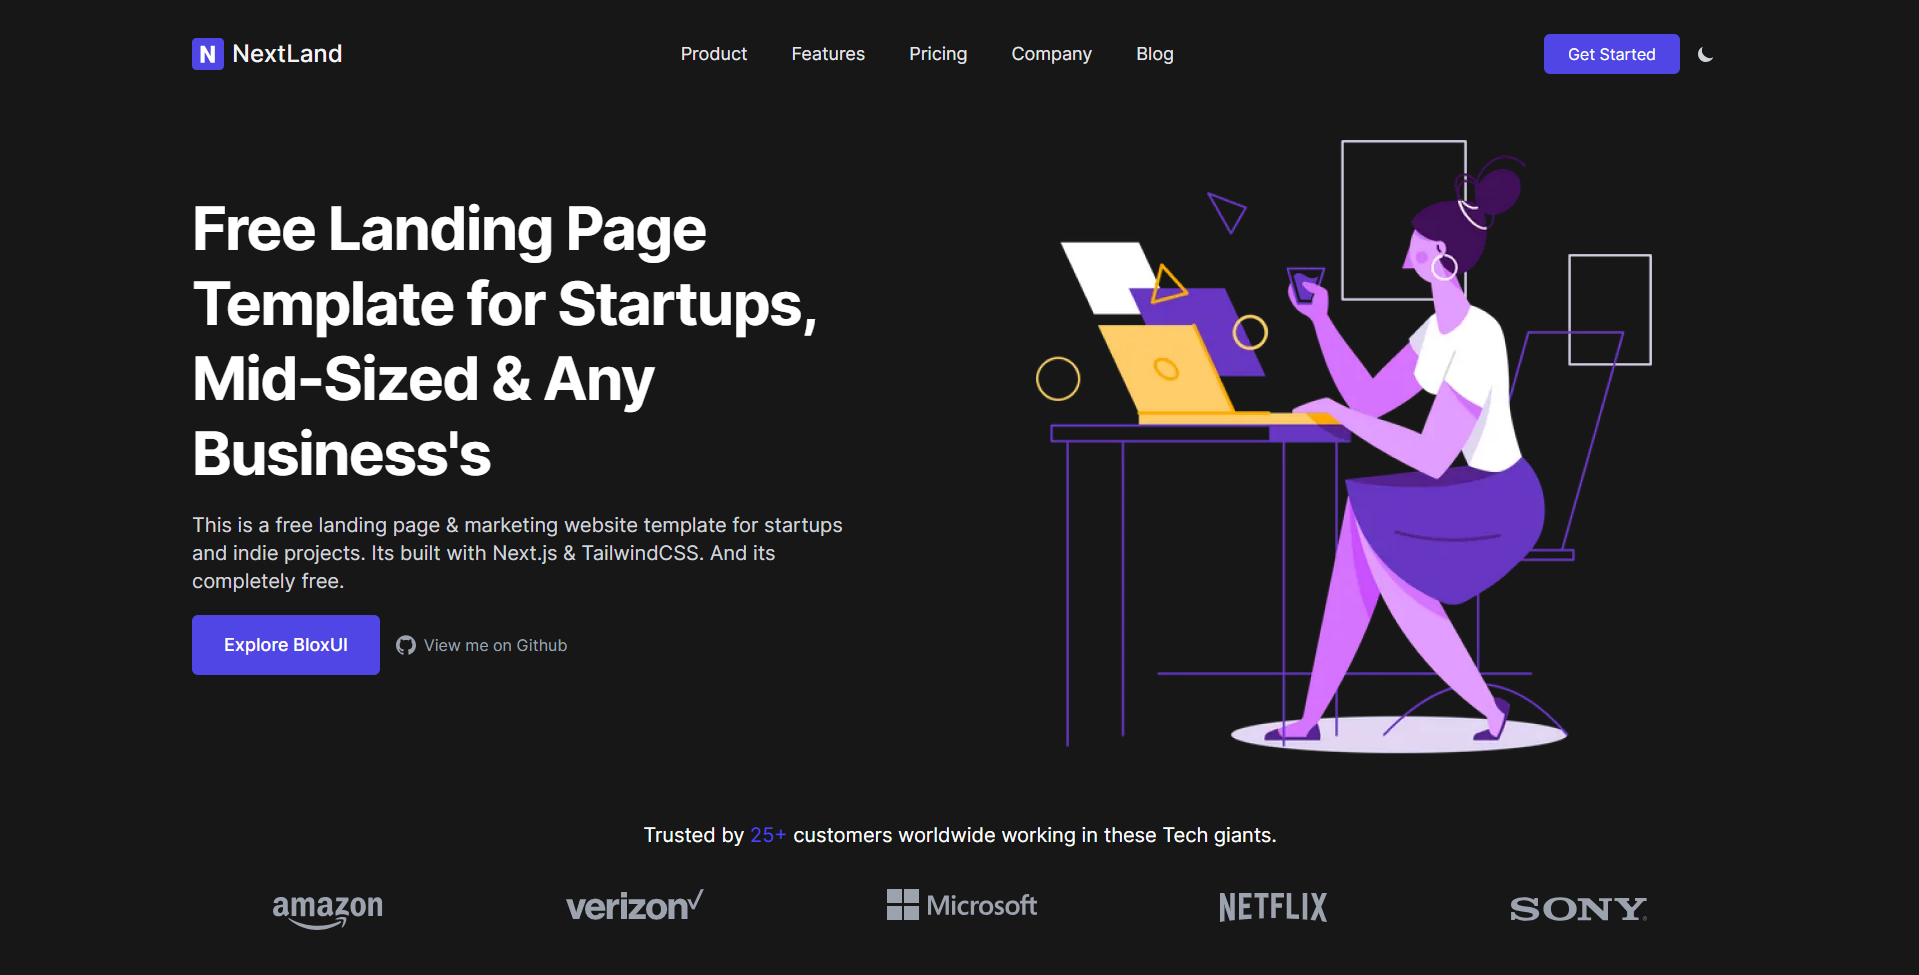 N NextLand
Product Features Pricing Company Blog
Get Started
Free Landing Page
Template for Startups,
Mid-Sized & Any
Business's
This is a free landing page & marketing website template for startups
and indie projects. Its built with Next.js & TailwindCSS. And its
completely free.
Explore BloxUI
View me on Github
Trusted by 25+ customers worldwide working in these Tech giants.
amazon
verizon✓
Microsoft
NETFLIX
SONY